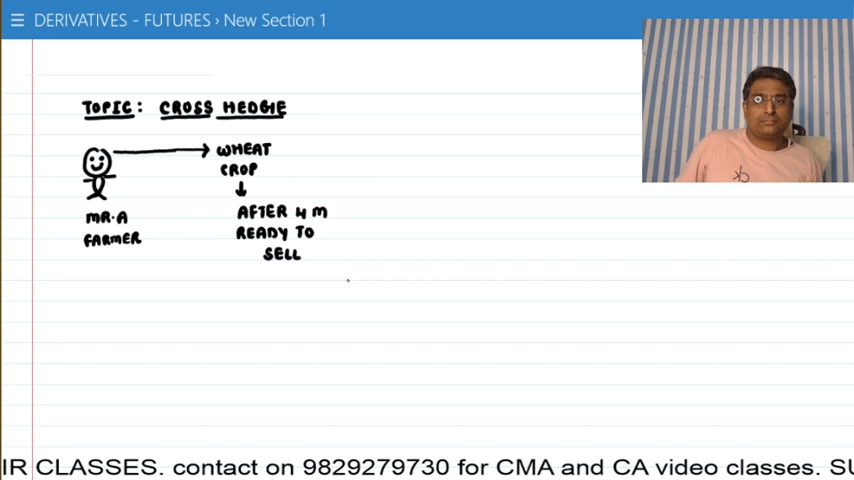 ☰ DERIVATIVES - FUTURES › New Section 1
TOPIC: CROSS HEDGE
WHEAT
CROP
MR.A
FARMER
AFTER 4 M
READY TO
SELL
IR CLASSES. contact on 9829279730 for CMA and CA video classes. SU